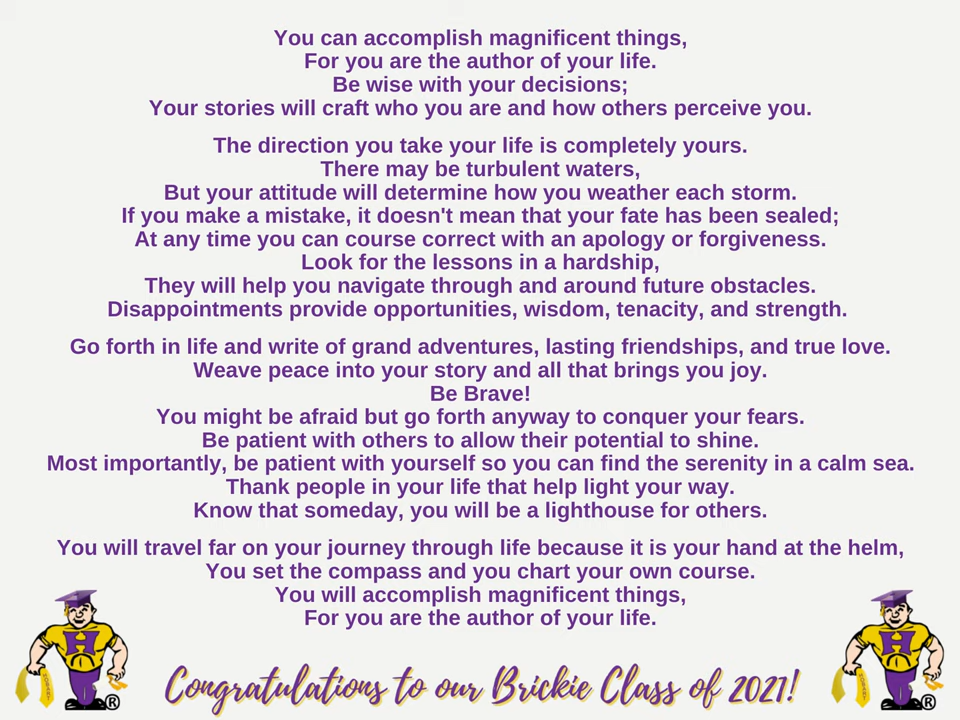 You can accomplish magnificent things,
For you are the author of your life.
Be wise with your decisions;
Your stories will craft who you are and how others perceive you.
The direction you take your life is completely yours.
There may be turbulent waters,
But your attitude will determine how you weather each storm.
If you make a mistake, it doesn't mean that your fate has been sealed;
At any time you can course correct with an apology or forgiveness.
Look for the lessons in a hardship,
They will help you navigate through and around future obstacles.
Disappointments provide opportunities, wisdom, tenacity, and strength.
Go forth in life and write of grand adventures, lasting friendships, and true love.
Weave peace into your story and all that brings you joy.
Be Brave!
You might be afraid but go forth anyway to conquer your fears.
Be patient with others to allow their potential to shine.
Most importantly, be patient with yourself so you can find the serenity in a calm sea.
Thank people in your life that help light your way.
Know that someday, you will be a lighthouse for others.
You will travel far on your journey through life because it is your hand at the helm,
You set the compass and you chart your own course.
You will accomplish magnificent things,
For you are the author of your life.
H ®
H ®
Congratulations to our Brickie Class of 2021!